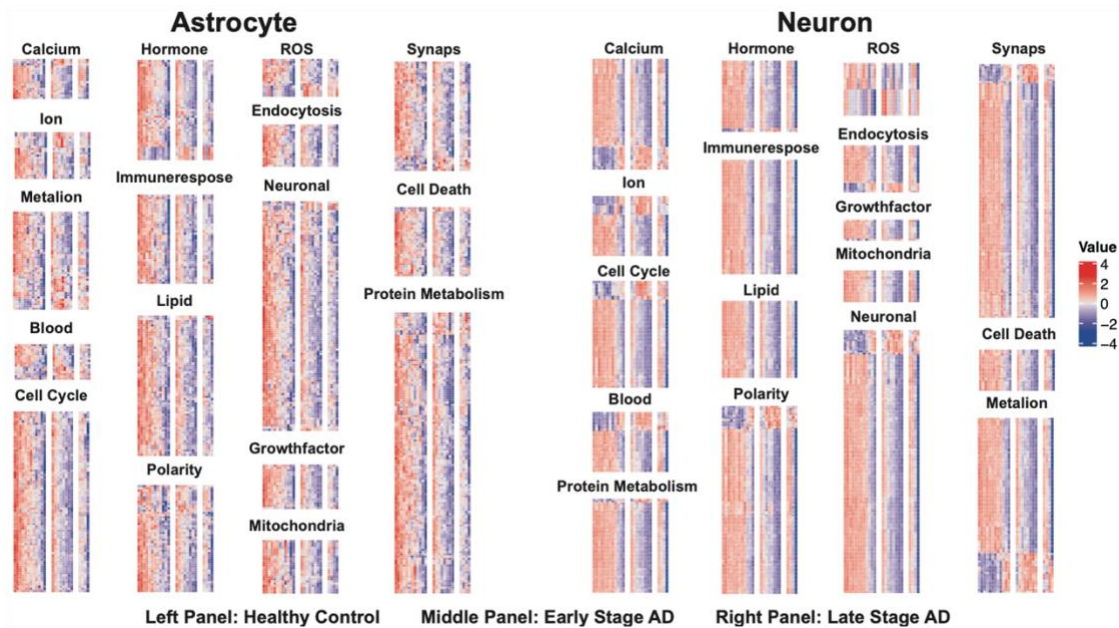 Astrocyte
Calcium
Hormone
ROS
Synaps
Ion
Endocytosis
Immunerespose
Neuronal
Cell Death
Metalion
Lipid
Protein Metabolism
Blood
Cell Cycle
Growthfactor
Polarity
Mitochondria
Neuron
Calcium
Hormone
ROS
Synaps
Immunerespose
Endocytosis
Ion
Growthfactor
Mitochondria
Cell Cycle
Lipid
Neuronal
Cell Death
Blood
Polarity
Metalion
Protein Metabolism
Value
4
2
0
−2
−4
Left Panel: Healthy Control Middle Panel: Early Stage AD Right Panel: Late Stage AD